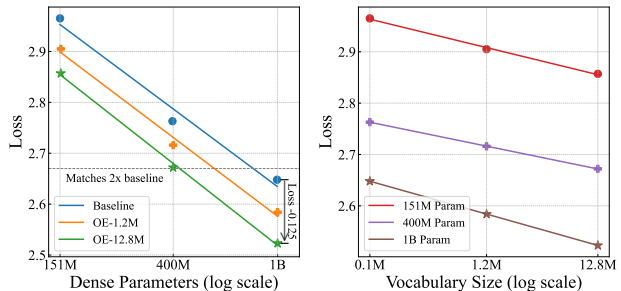 Loss
2.9
2.8
2.7
2.6
2.5
Matches 2x baseline
Baseline
OE-1.2M
OE-12.8M
Loss -0.125
151M
400M
1B
Dense Parameters (log scale)
Loss
2.9
2.8
2.7
2.6
151M Param
400M Param
1B Param
0.1M
1.2M
12.8M
Vocabulary Size (log scale)